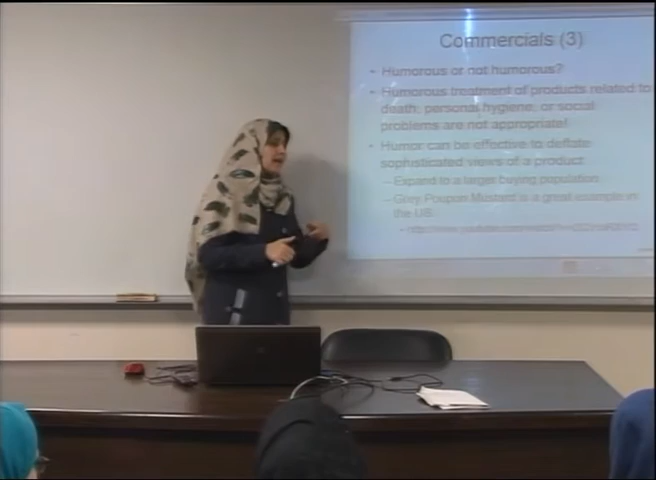 Commercials (3)
• Humorous or not humorous?
• Humorous treatment of products related to
death, personal hygiene, or social
problems are not appropriate!
• Humor can be effective to deflate
sophisticated views of a product
– Expand to a larger buying population
– Grey Poupon Mustard is a great example in
the US.